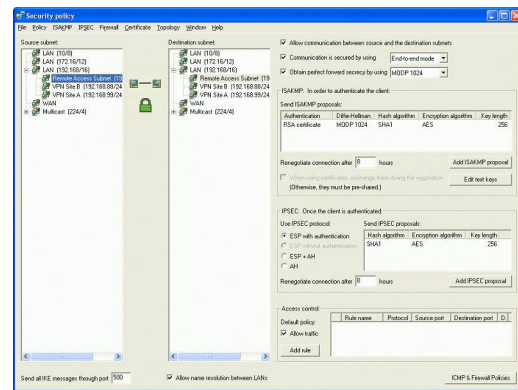 Security policy
File Policy ISAKMP IPSEC Firewall Certificate Topology Window Help
Source subnet:
LAN (10/8)
LAN (172.16/12)
LAN (192.168/16)
Remote Access Subnet (19
VPN Site B (192.168.88/24
VPN Site A (192.168.99/24
WAN
Multicast (224/4)
Destination subnet:
LAN (10/8)
LAN (172.16/12)
LAN (192.168/16)
Remote Access Subnet (19
VPN Site B (192.168.88/24
VPN Site A (192.168.99/24
WAN
Multicast (224/4)
Allow communication between source and the destination subnets
Communication is secured by using End-to-end mode
Obtain perfect forward secrecy by using MODP 1024
ISAKMP: In order to authenticate the client:
Send ISAKMP proposals:
Authentication Diffie-Hellman Hash algorithm Encryption algorithm Key length
RSA certificate MODP 1024 SHA1 AES 256
Renegotiate connection after 8 hours Add ISAKMP proposal
When using certificates, exchange them during the negotiation
(Otherwise, they must be pre-shared.)
Edit text keys
IPSEC: Once the client is authenticated:
Use IPSEC protocol: Send IPSEC proposals:
ESP with authentication
ESP without authentication
ESP + AH
AH
Hash algorithm Encryption algorithm Key length
SHA1 AES 256
Renegotiate connection after 8 hours Add IPSEC proposal
Access control:
Default policy:
Allow traffic
Add rule
Rule name Protocol Source port Destination port D.
Send all IKE messages through port 500
Allow name resolution between LANs
ICMP & Firewall Policies